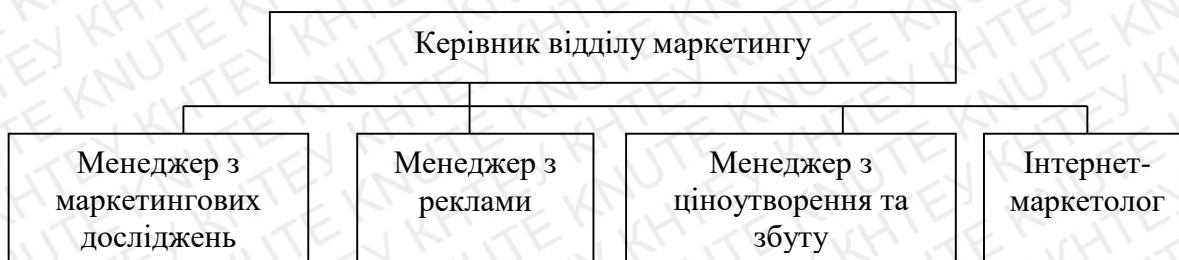 Керівник відділу маркетингу
Менеджер з
маркетингових
досліджень
Менеджер з
реклами
Менеджер з
ціноутворення та
збуту
Інтернет-
маркетолог